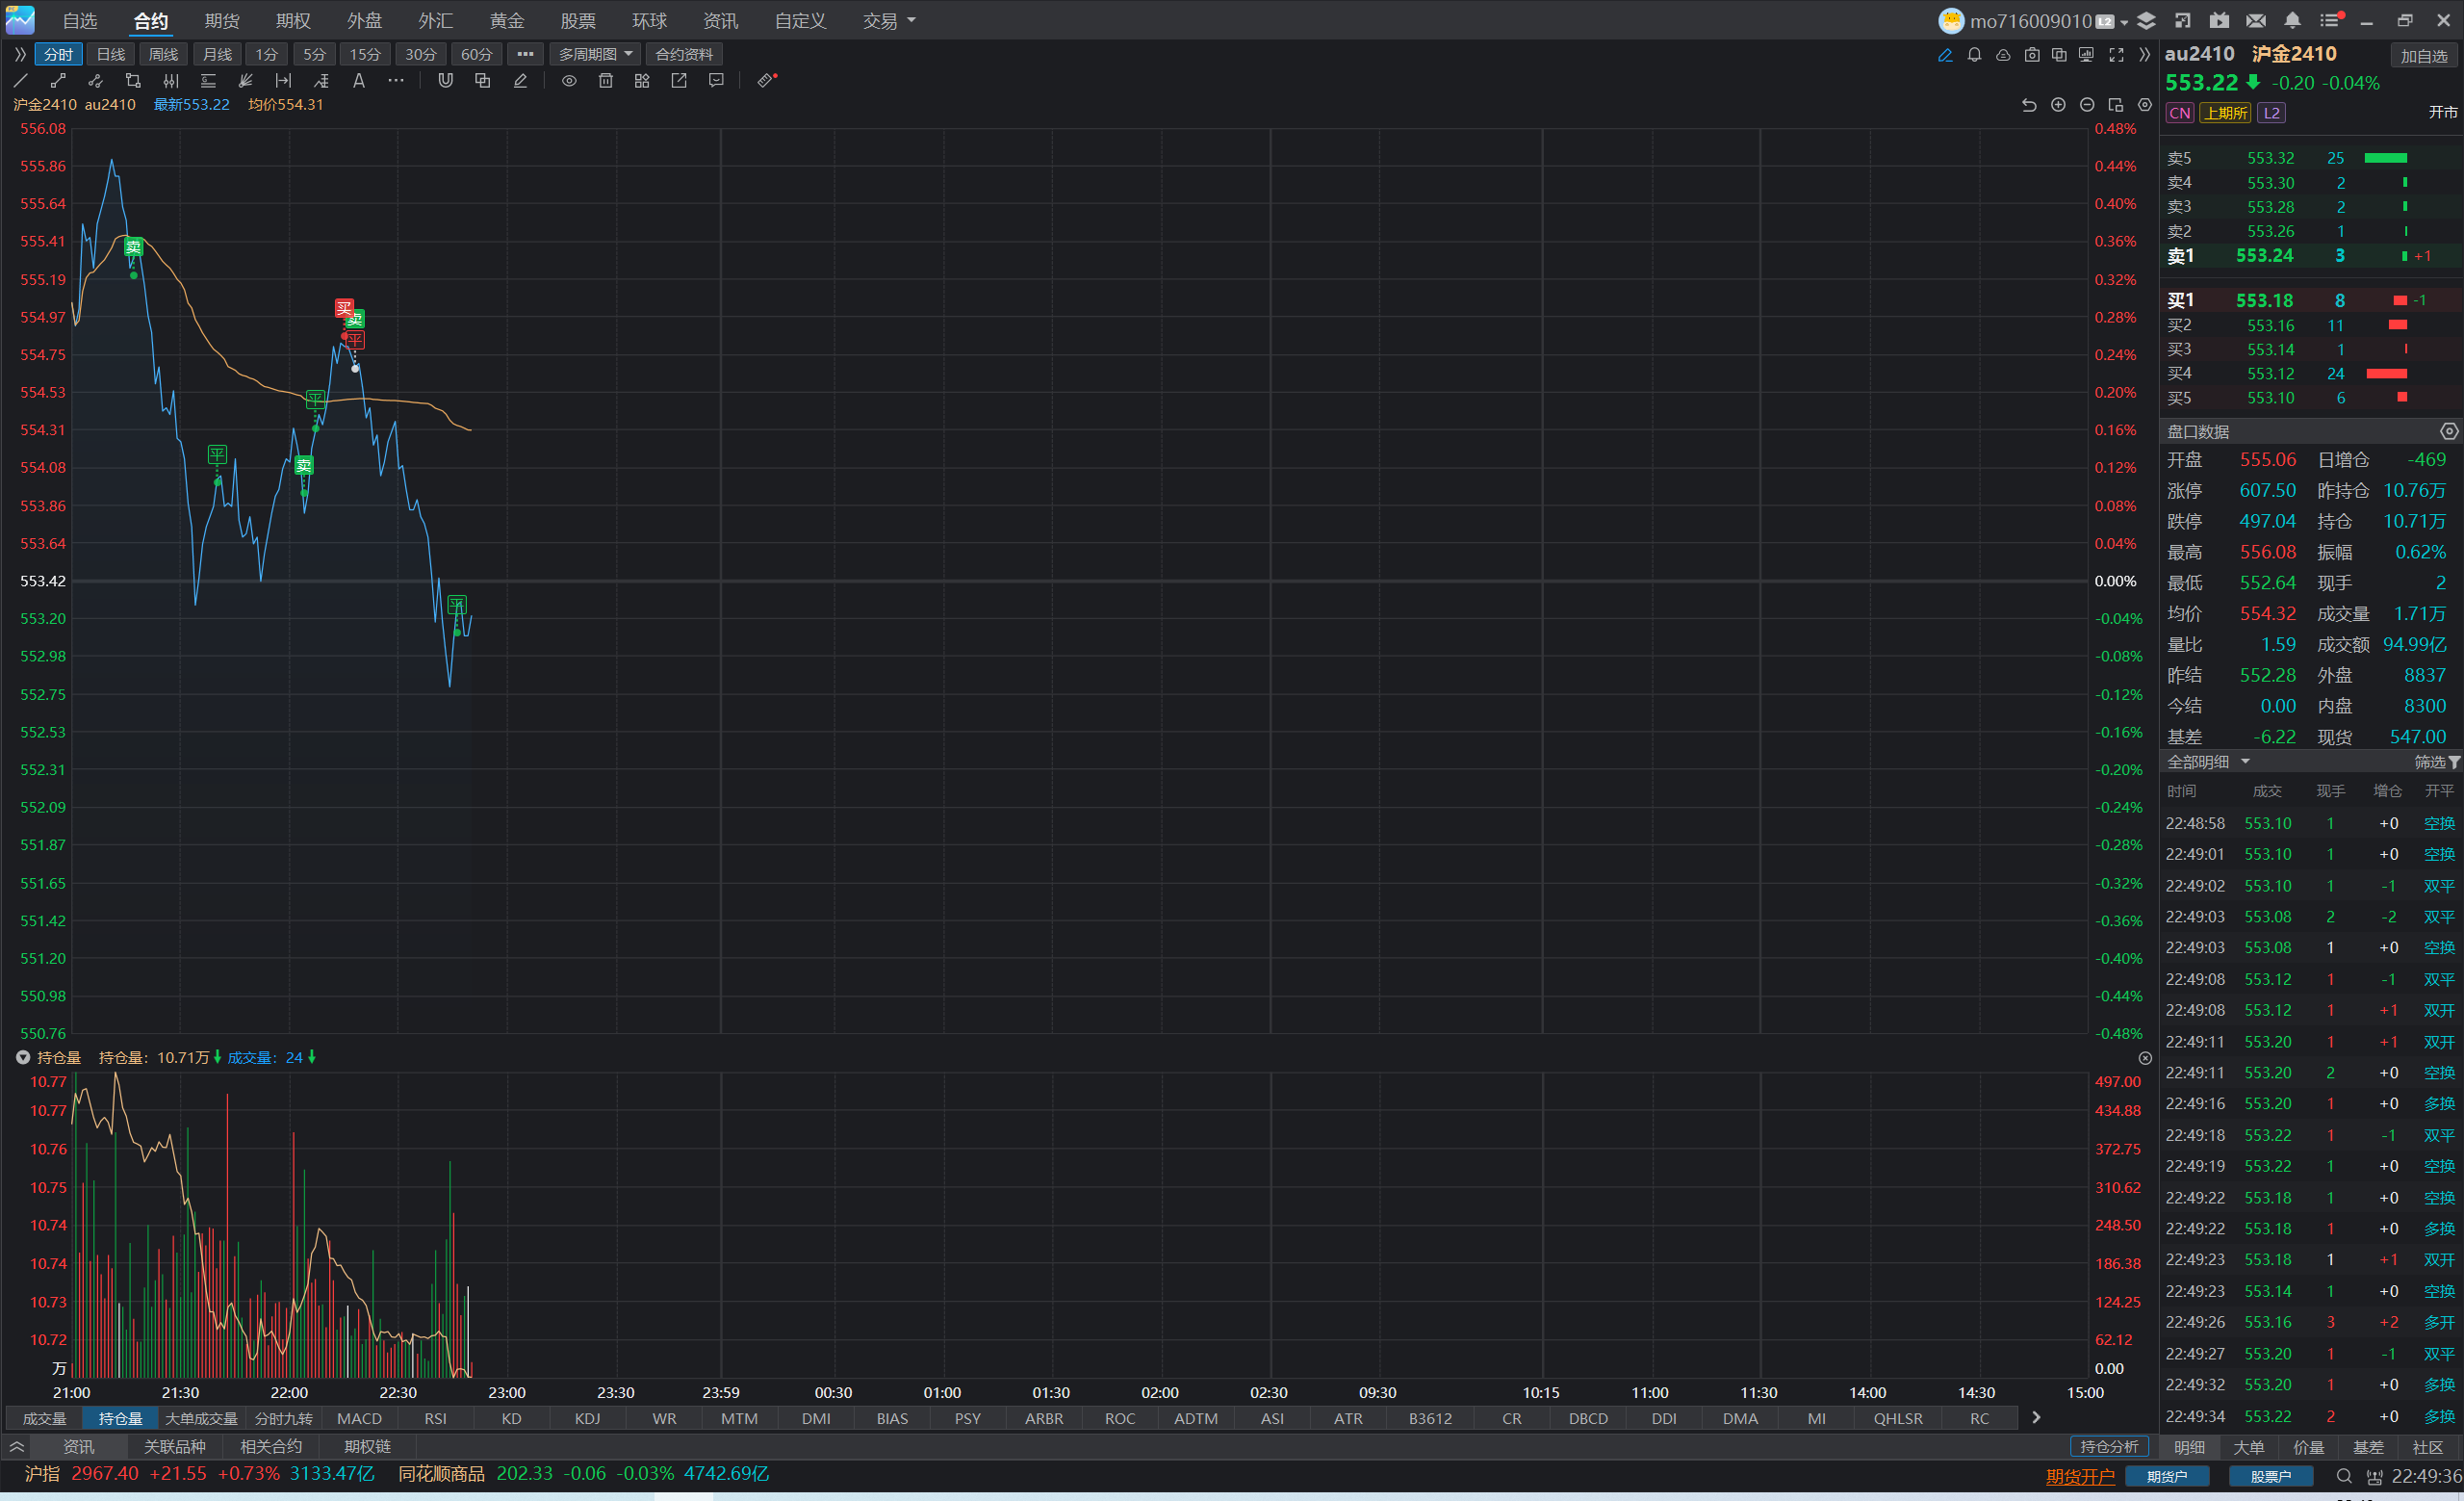 自选 合约 期货 期权 外盘 外汇 黄金 股票 环球 资讯 自定义 交易 mo716009010 L2
分时 日线 周线 月线 1分 5分 15分 30分 60分 ••• 多周期图 合约资料
沪金2410 au2410 最新553.22 均价554.31
556.08 0.48%
555.86 0.44%
555.64 0.40%
555.41 0.36%
555.19 0.32%
554.97 0.28%
554.75 0.24%
554.53 0.20%
554.31 0.16%
554.08 0.12%
553.86 0.08%
553.64 0.04%
553.42 0.00%
553.20 -0.04%
552.98 -0.08%
552.75 -0.12%
552.53 -0.16%
552.31 -0.20%
552.09 -0.24%
551.87 -0.28%
551.65 -0.32%
551.42 -0.36%
551.20 -0.40%
550.98 -0.44%
550.76 -0.48%
卖
平
卖
平
买
卖
平
平
持仓量 持仓量: 10.71万 成交量: 24
10.77 497.00
10.77 434.88
10.76 372.75
10.75 310.62
10.74 248.50
10.74 186.38
10.73 124.25
10.72 62.12
万 0.00
21:00 21:30 22:00 22:30 23:00 23:30 23:59 00:30 01:00 01:30 02:00 02:30 09:30 10:15 11:00 11:30 14:00 14:30 15:00
成交量 持仓量 大单成交量 分时九转 MACD RSI KD KDJ WR MTM DMI BIAS PSY ARBR ROC ADTM ASI ATR B3612 CR DBCD DDI DMA MI QHLSR RC
资讯 关联品种 相关合约 期权链 持仓分析
au2410 沪金2410 加自选
553.22 -0.20 -0.04%
CN 上期所 L2 开市
卖5 553.32 25
卖4 553.30 2
卖3 553.28 2
卖2 553.26 1
卖1 553.24 3 +1
买1 553.18 8 -1
买2 553.16 11
买3 553.14 1
买4 553.12 24
买5 553.10 6
盘口数据
开盘 555.06 日增仓 -469
涨停 607.50 昨持仓 10.76万
跌停 497.04 持仓 10.71万
最高 556.08 振幅 0.62%
最低 552.64 现手 2
均价 554.32 成交量 1.71万
量比 1.59 成交额 94.99亿
昨结 552.28 外盘 8837
今结 0.00 内盘 8300
基差 -6.22 现货 547.00
全部明细 筛选
时间 成交 现手 增仓 开平
22:48:58 553.10 1 +0 空换
22:49:01 553.10 1 +0 空换
22:49:02 553.10 1 -1 双平
22:49:03 553.08 2 -2 双平
22:49:03 553.08 1 +0 空换
22:49:08 553.12 1 -1 双平
22:49:08 553.12 1 +1 双开
22:49:11 553.20 1 +1 双开
22:49:11 553.20 2 +0 空换
22:49:16 553.20 1 +0 多换
22:49:18 553.22 1 -1 双平
22:49:19 553.22 1 +0 空换
22:49:22 553.18 1 +0 空换
22:49:22 553.18 1 +0 多换
22:49:23 553.18 1 +1 双开
22:49:23 553.14 1 +0 空换
22:49:26 553.16 3 +2 多开
22:49:27 553.20 1 -1 双平
22:49:32 553.20 1 +0 多换
22:49:34 553.22 2 +0 多换
明细 大单 价量 基差 社区
沪指 2967.40 +21.55 +0.73% 3133.47亿 同花顺商品 202.33 -0.06 -0.03% 4742.69亿 期货开户 期货户 股票户 22:49:36